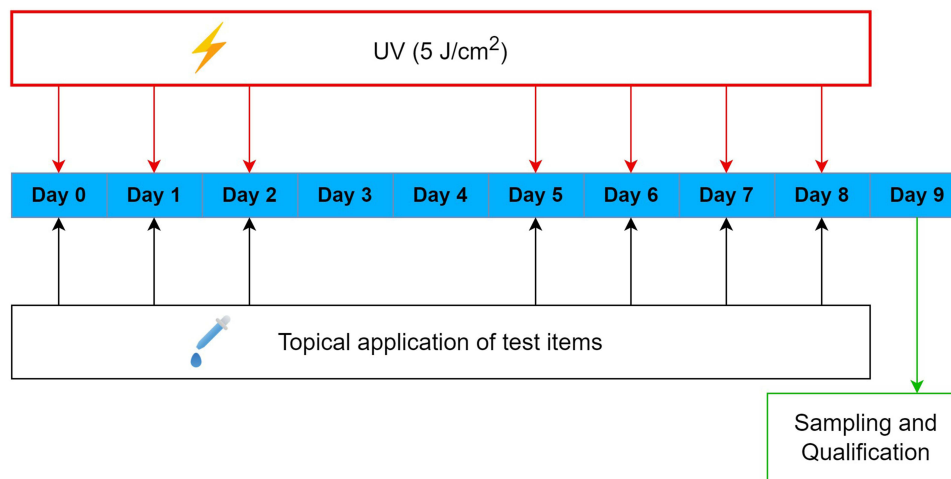 UV (5 J/cm²)
Day 0 Day 1 Day 2 Day 3 Day 4 Day 5 Day 6 Day 7 Day 8 Day 9
Topical application of test items
Sampling and
Qualification